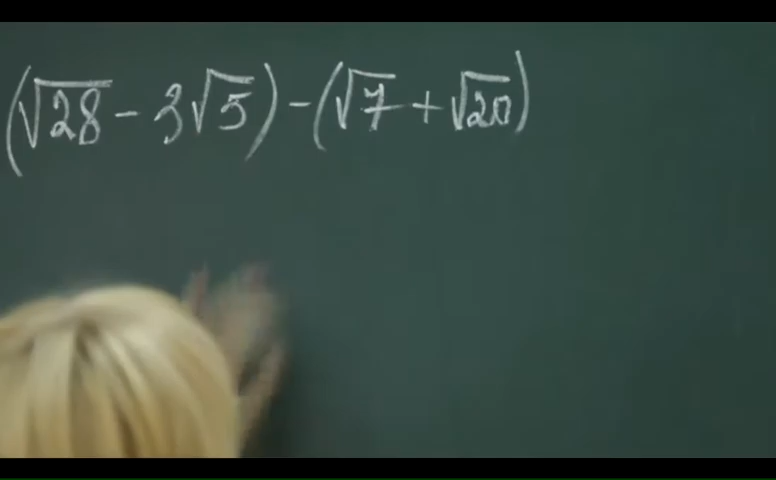 (√28 - 3√5) - (√7 + √20)